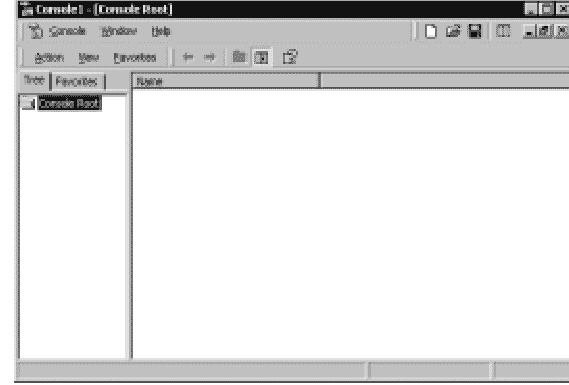 Console1 - [Console Root]
Console Window Help
Action View Favorites
Tree Favorites Name
Console Root